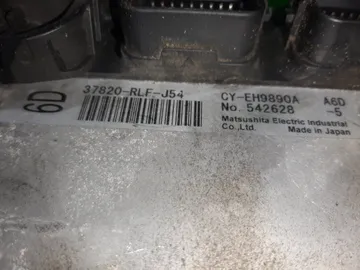 6D
37820-RLF-J54
CY-EH9890A A6D
No. 542628 -5
Matsushita Electric Industrial
Co.,Ltd. Made in Japan